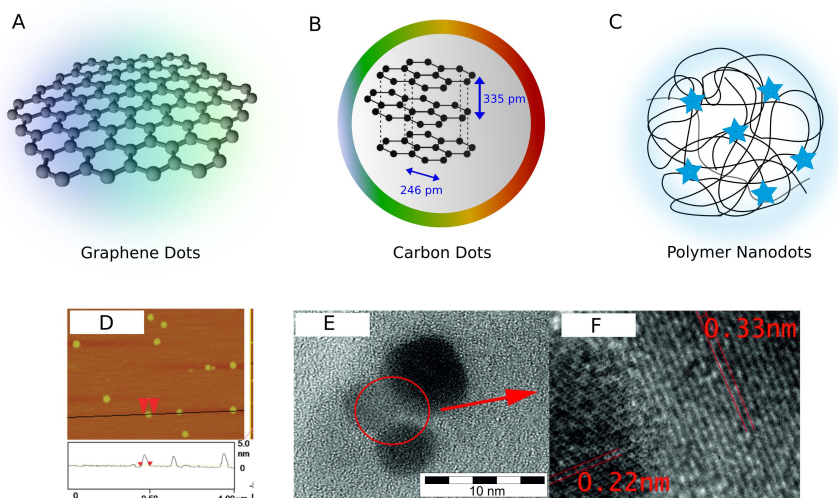 A
B
C
335 pm
246 pm
Graphene Dots
Carbon Dots
Polymer Nanodots
D
E
F
0.33nm
0.22nm
5.0
nm
0
10 nm
0
0.50